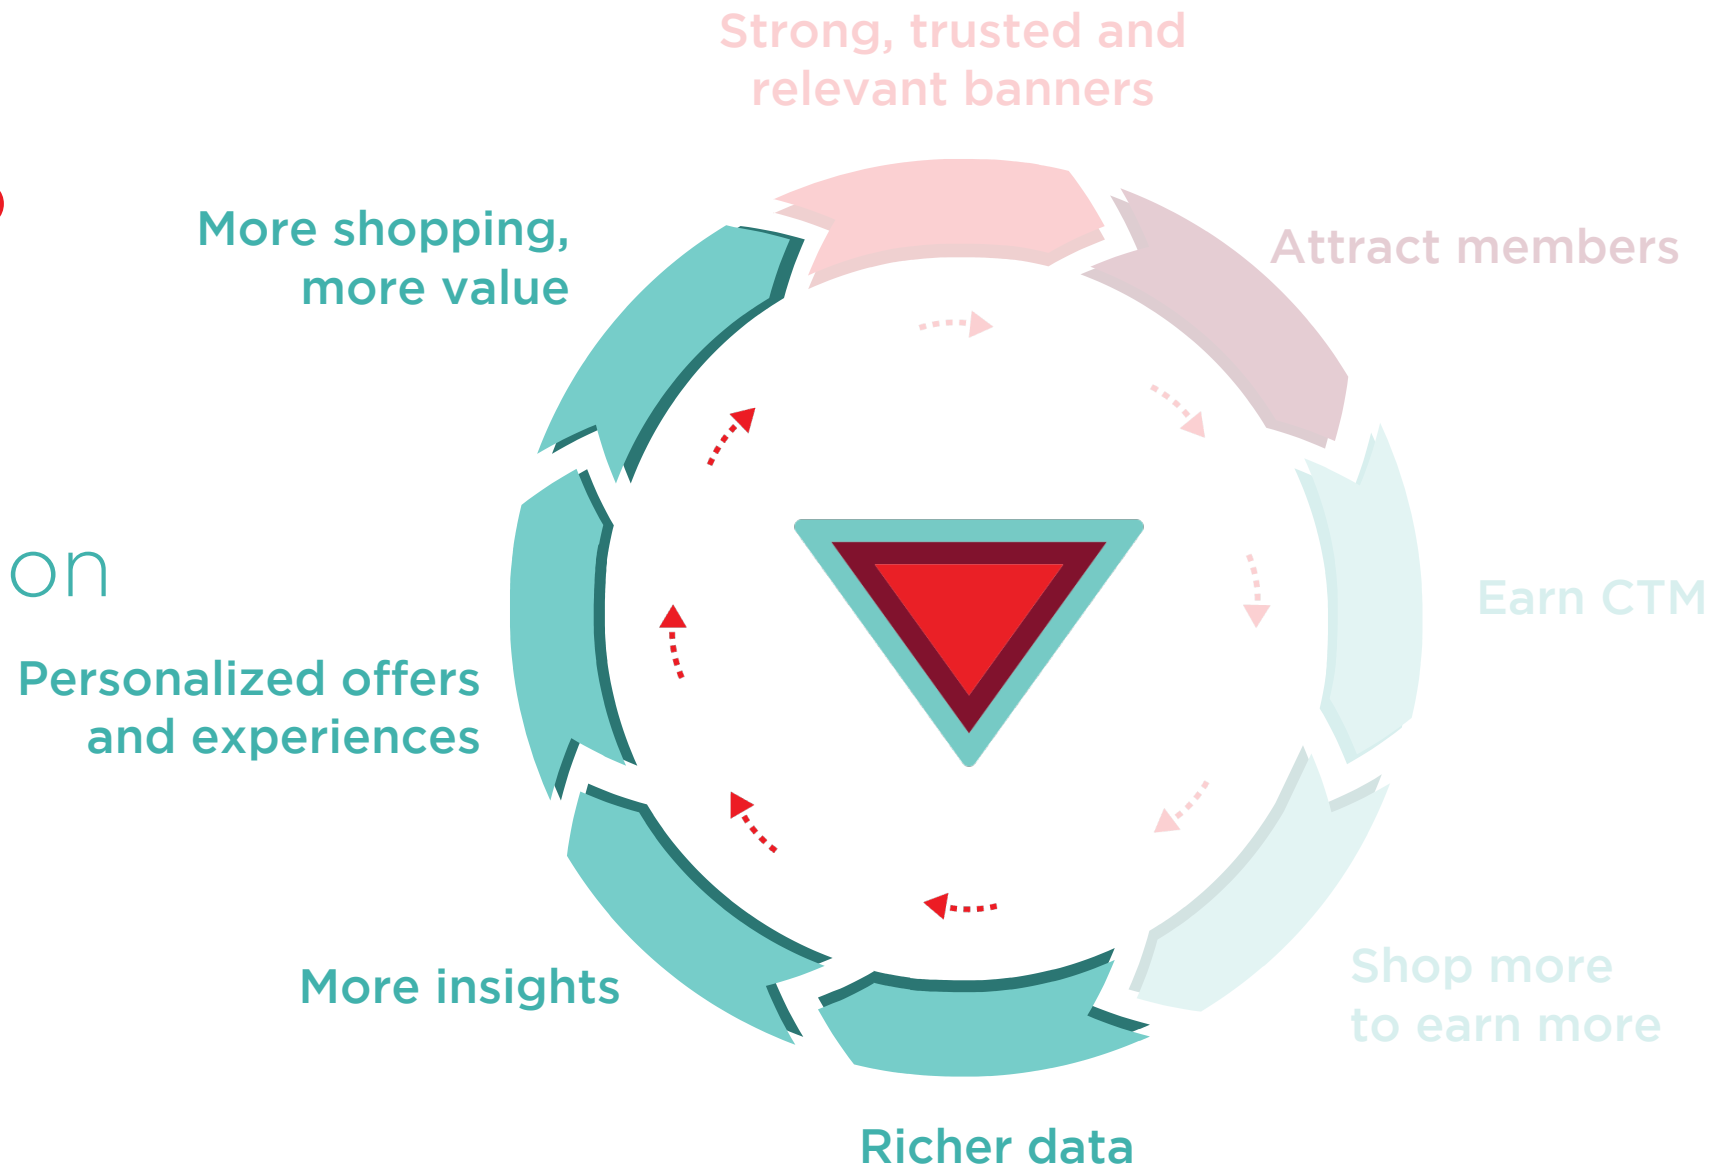 Strong, trusted and
relevant banners
Attract members
Earn CTM
Shop more
to earn more
Richer data
More insights
Personalized offers
and experiences
More shopping,
more value
on